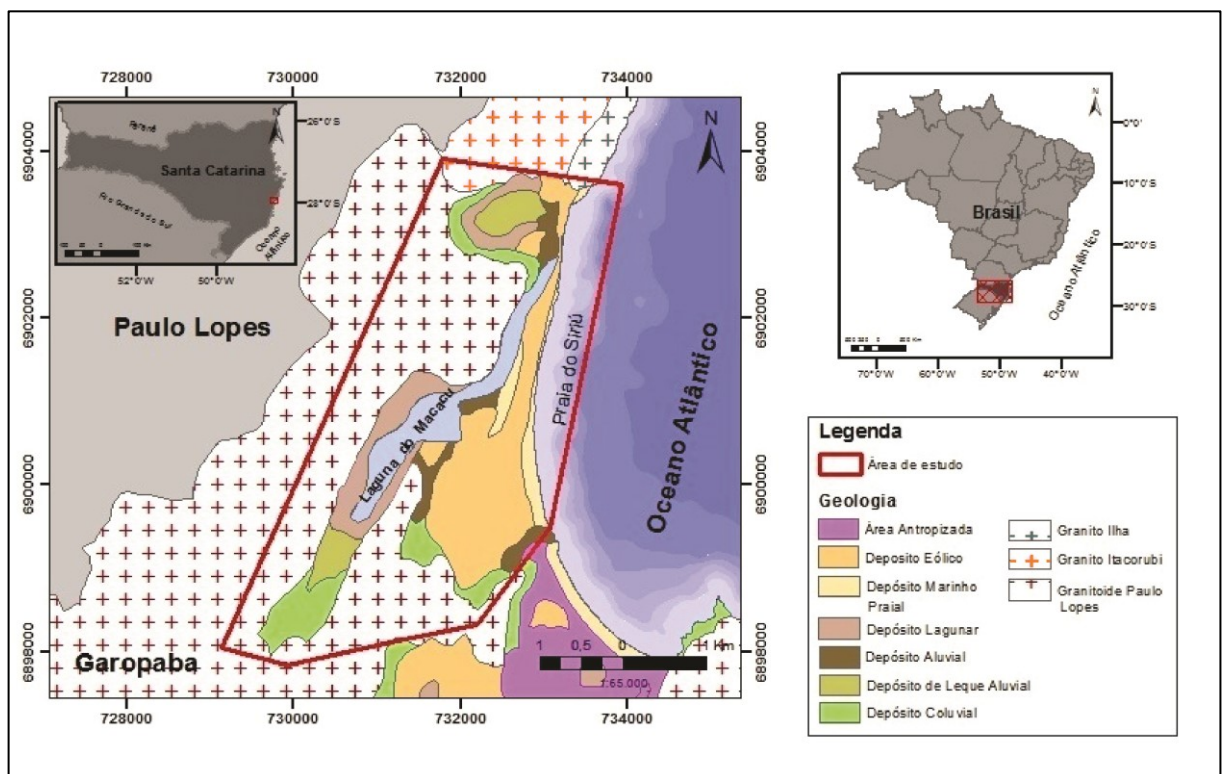 728000 730000 732000 734000
N
26°0'S
Paraná
Santa Catarina
28°0'S
Rio Grande do Sul
Oceano
Atlântico
52°0'W 50°0'W
6904000
6902000
6900000
6898000
Paulo Lopes
Praia do Siriú
Laguna do Macacu
Oceano Atlântico
Garopaba
1 0,5 0 1 Km
1:65.000
6904000
6902000
6900000
6898000
728000 730000 732000 734000
N
0°0'
10°0'S
20°0'S
30°0'S
Brasil
Oceano Atlântico
70°0'W 60°0'W 50°0'W 40°0'W
Legenda
Área de estudo
Geologia
Área Antropizada
Deposito Eólico
Depósito Marinho
Praial
Depósito Lagunar
Depósito Aluvial
Depósito de Leque Aluvial
Depósito Coluvial
Granito Ilha
Granito Itacorubi
Granitoide Paulo
Lopes